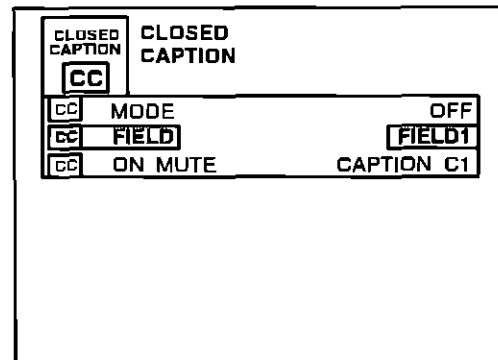 CLOSED
CAPTION
CC
CLOSED
CAPTION
CC MODE OFF
CC FIELD FIELD1
CC ON MUTE CAPTION C1